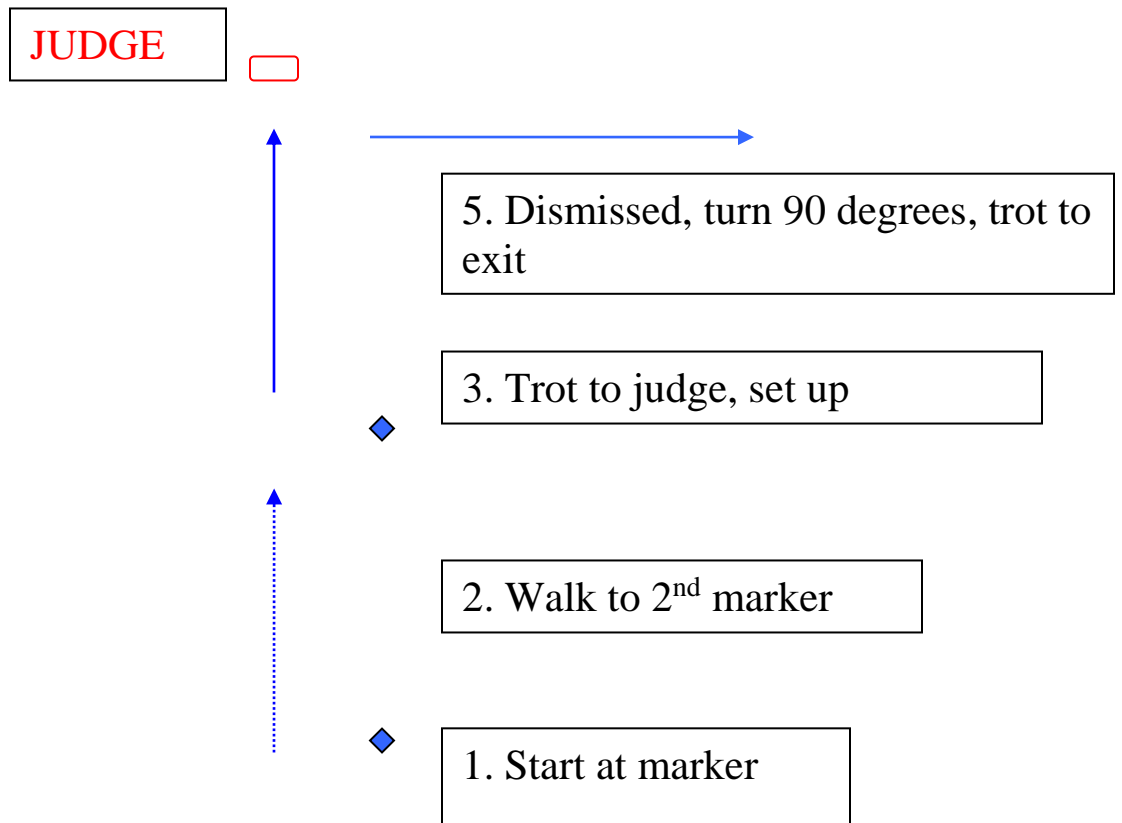 JUDGE
5. Dismissed, turn 90 degrees, trot to
exit
3. Trot to judge, set up
2. Walk to 2nd marker
1. Start at marker